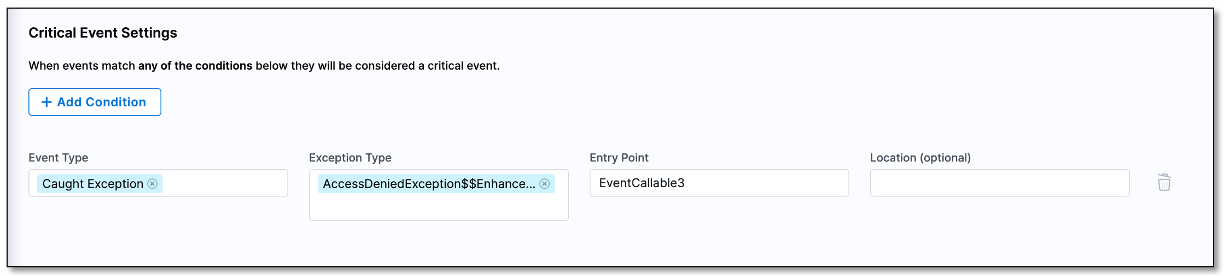 Critical Event Settings
When events match any of the conditions below they will be considered a critical event.
+ Add Condition
Event Type
Exception Type
Entry Point
Location (optional)
Caught Exception
AccessDeniedException$$Enhance...
EventCallable3